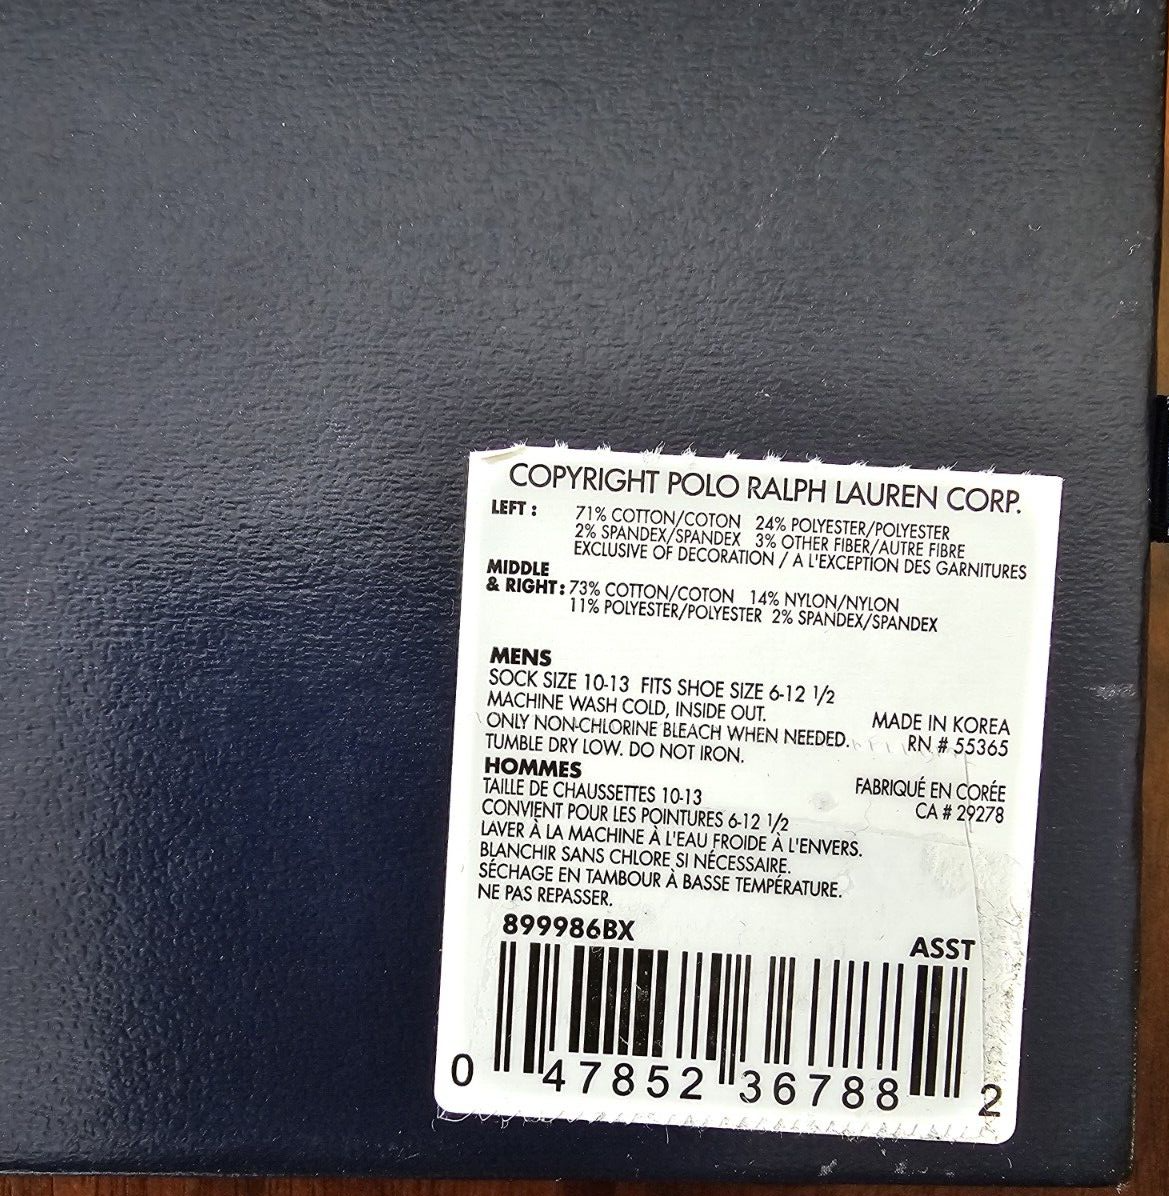 COPYRIGHT POLO RALPH LAUREN CORP.
LEFT : 71% COTTON/COTON 24% POLYESTER/POLYESTER
2% SPANDEX/SPANDEX 3% OTHER FIBER/AUTRE FIBRE
EXCLUSIVE OF DECORATION / A L'EXCEPTION DES GARNITURES
MIDDLE
& RIGHT: 73% COTTON/COTON 14% NYLON/NYLON
11% POLYESTER/POLYESTER 2% SPANDEX/SPANDEX
MENS
SOCK SIZE 10-13 FITS SHOE SIZE 6-12 1/2
MACHINE WASH COLD, INSIDE OUT.
ONLY NON-CHLORINE BLEACH WHEN NEEDED.
TUMBLE DRY LOW. DO NOT IRON.
MADE IN KOREA
RN # 55365
HOMMES
TAILLE DE CHAUSSETTES 10-13
CONVIENT POUR LES POINTURES 6-12 1/2
LAVER À LA MACHINE À L'EAU FROIDE À L'ENVERS.
BLANCHIR SANS CHLORE SI NÉCESSAIRE.
SÉCHAGE EN TAMBOUR À BASSE TEMPÉRATURE.
NE PAS REPASSER.
FABRIQUÉ EN CORÉE
CA # 29278
899986BX
ASST
0 47852 36788 2